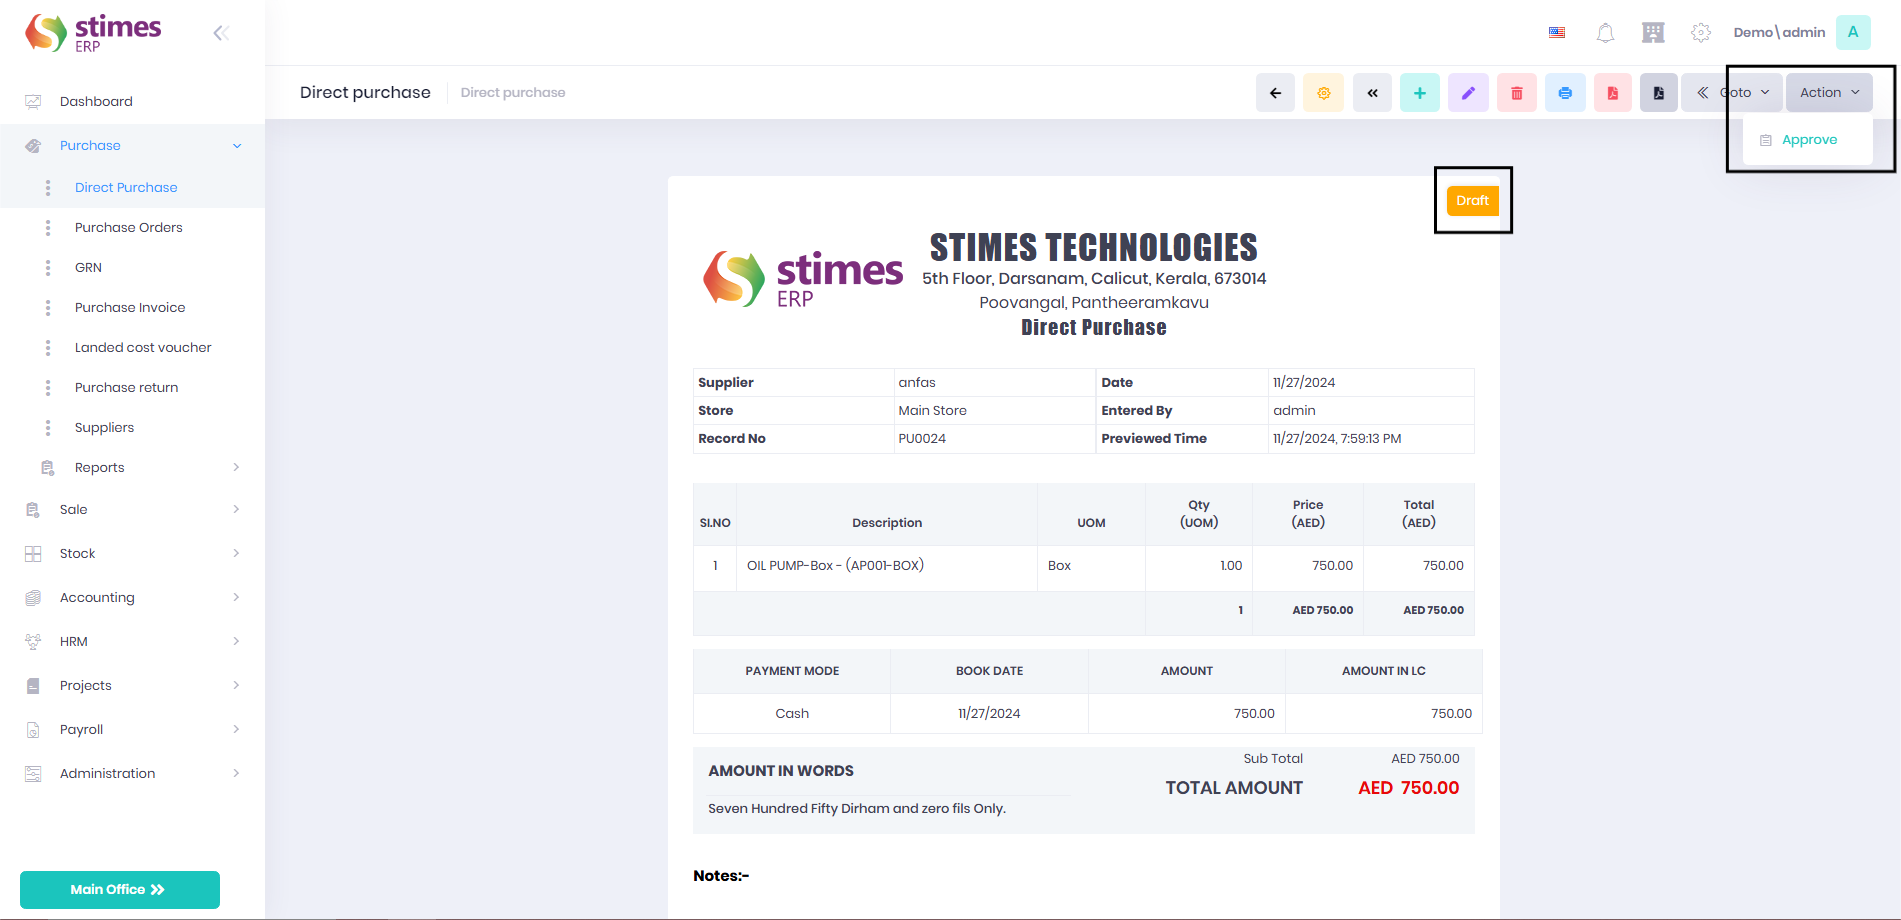 stimes
ERP
Demo\admin
A
Direct purchase
Direct purchase
Goto
Action
Approve
Dashboard
Purchase
Direct Purchase
Purchase Orders
GRN
Purchase Invoice
Landed cost voucher
Purchase return
Suppliers
Reports
Sale
Stock
Accounting
HRM
Projects
Payroll
Administration
Main Office
Draft
stimes
ERP
STIMES TECHNOLOGIES
5th Floor, Darsanam, Calicut, Kerala, 673014
Poovangal, Pantheeramkavu
Direct Purchase
Supplier anfas Date 11/27/2024
Store Main Store Entered By admin
Record No PU0024 Previewed Time 11/27/2024, 7:59:13 PM
SI.NO Description UOM Qty (UOM) Price (AED) Total (AED)
1 OIL PUMP-Box - (AP001-BOX) Box 1.00 750.00 750.00
1 AED 750.00 AED 750.00
PAYMENT MODE BOOK DATE AMOUNT AMOUNT IN LC
Cash 11/27/2024 750.00 750.00
Sub Total AED 750.00
AMOUNT IN WORDS
TOTAL AMOUNT AED 750.00
Seven Hundred Fifty Dirham and zero fils Only.
Notes:-